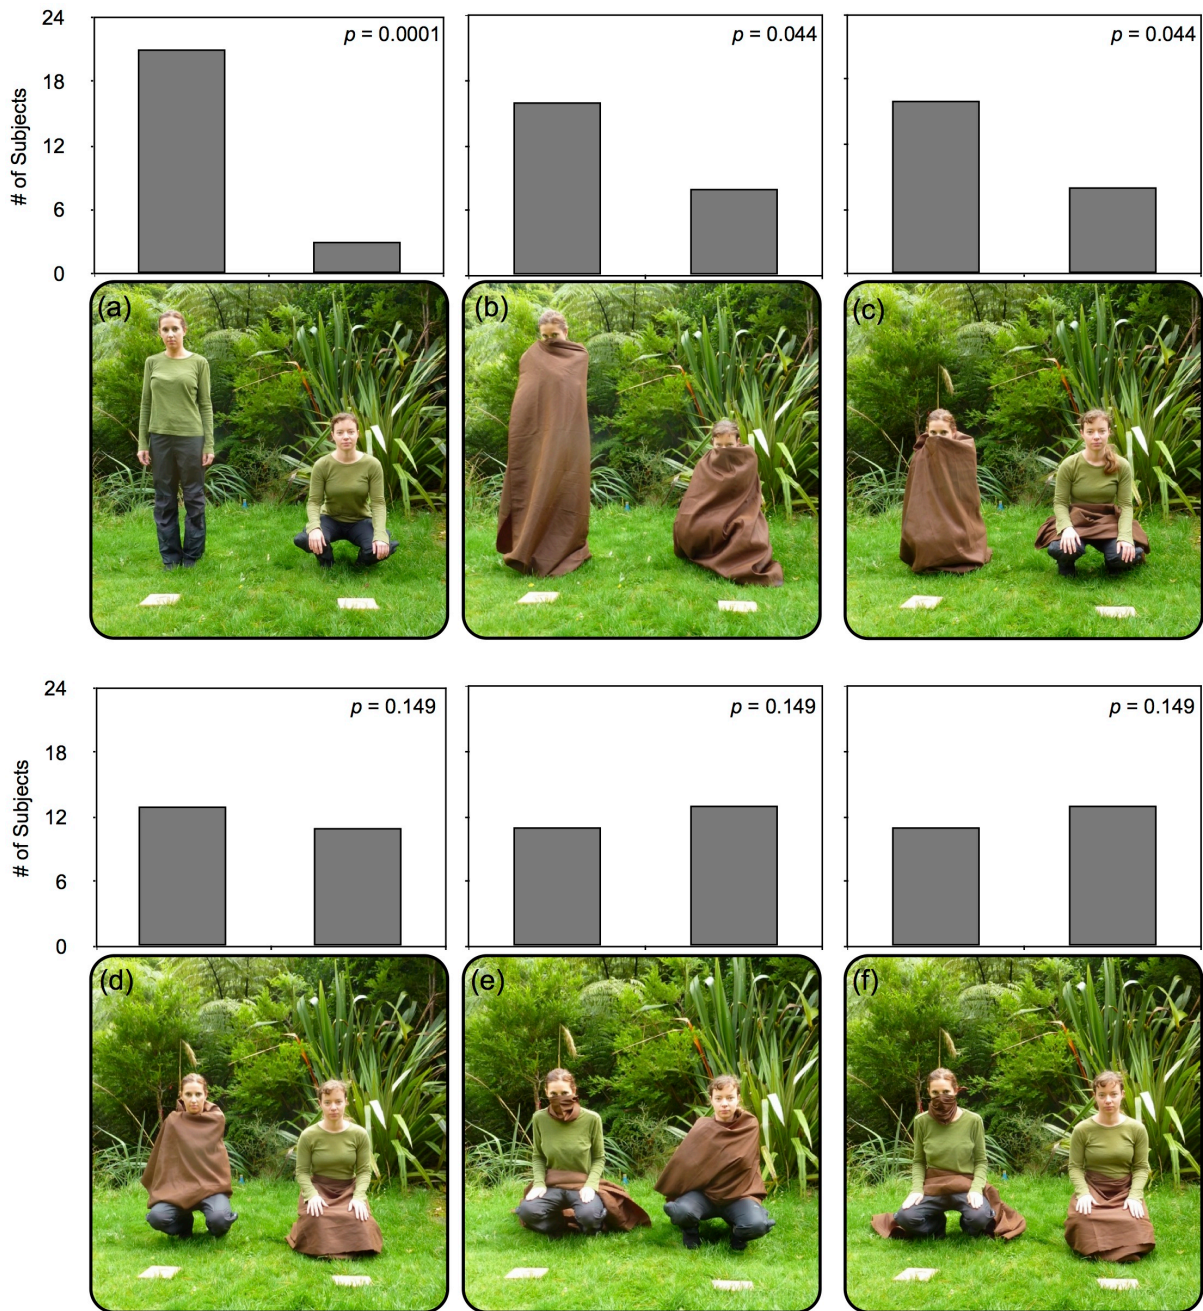 24
18
12
6
0
# of Subjects
p = 0.0001
p = 0.044
p = 0.044
(a)
(b)
(c)
24
18
12
6
0
# of Subjects
p = 0.149
p = 0.149
p = 0.149
(d)
(e)
(f)